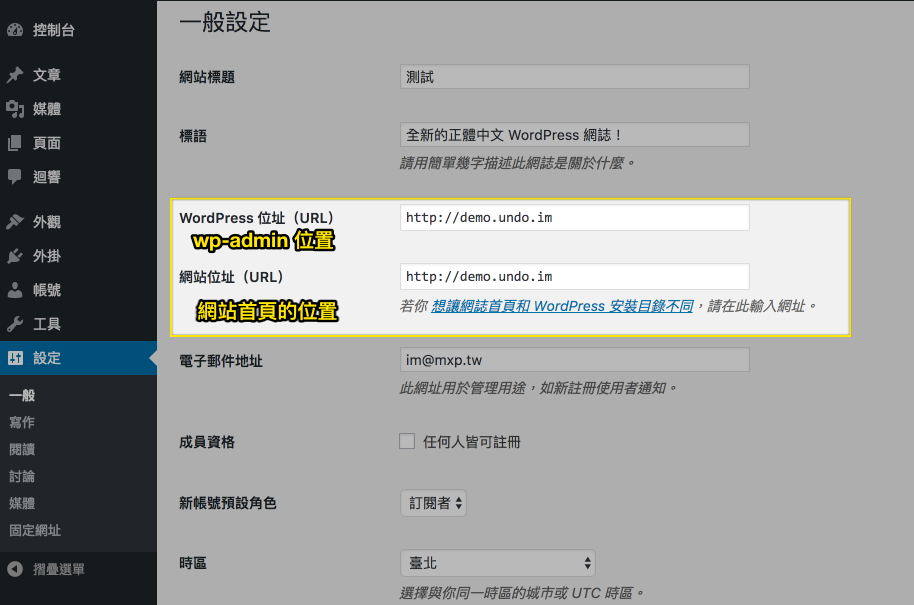 控制台
文章
媒體
頁面
迴響
外觀
外掛
帳號
工具
設定
一般
寫作
閱讀
討論
媒體
固定網址
摺疊選單
一般設定
網站標題
測試
標語
全新的正體中文 WordPress 網誌！
請用簡單幾字描述此網誌是關於什麼。
WordPress 位址（URL）
http://demo.undo.im
wp-admin 位置
網站位址（URL）
http://demo.undo.im
網站首頁的位置
若你 想讓網誌首頁和 WordPress 安裝目錄不同，請在此輸入網址。
電子郵件地址
im@mxp.tw
此網址用於管理用途，如新註冊使用者通知。
成員資格
任何人皆可註冊
新帳號預設角色
訂閱者
時區
臺北
選擇與你同一時區的城市或 UTC 時區。